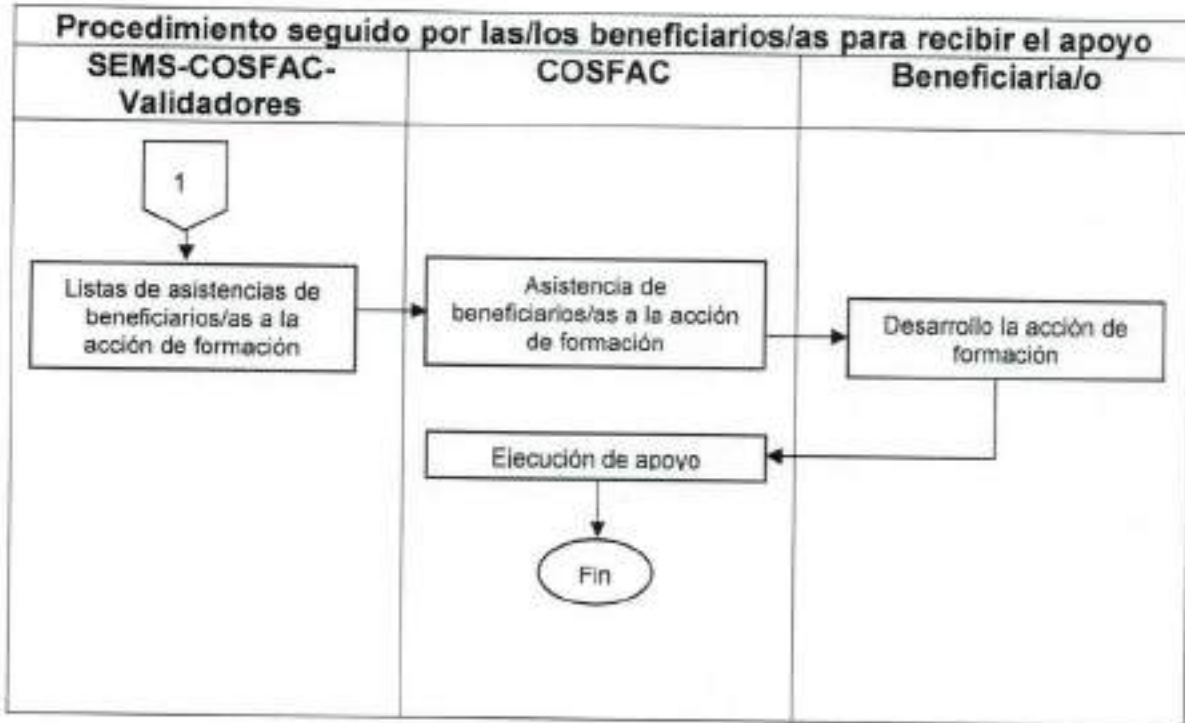 Procedimiento seguido por las/los beneficiarios/as para recibir el apoyo
SEMS-COSFAC-
Validadores
COSFAC
Beneficiaria/o
1
Listas de asistencias de
beneficiarios/as a la
acción de formación
Asistencia de
beneficiarios/as a la acción
de formación
Desarrollo la acción de
formación
Ejecución de apoyo
Fin